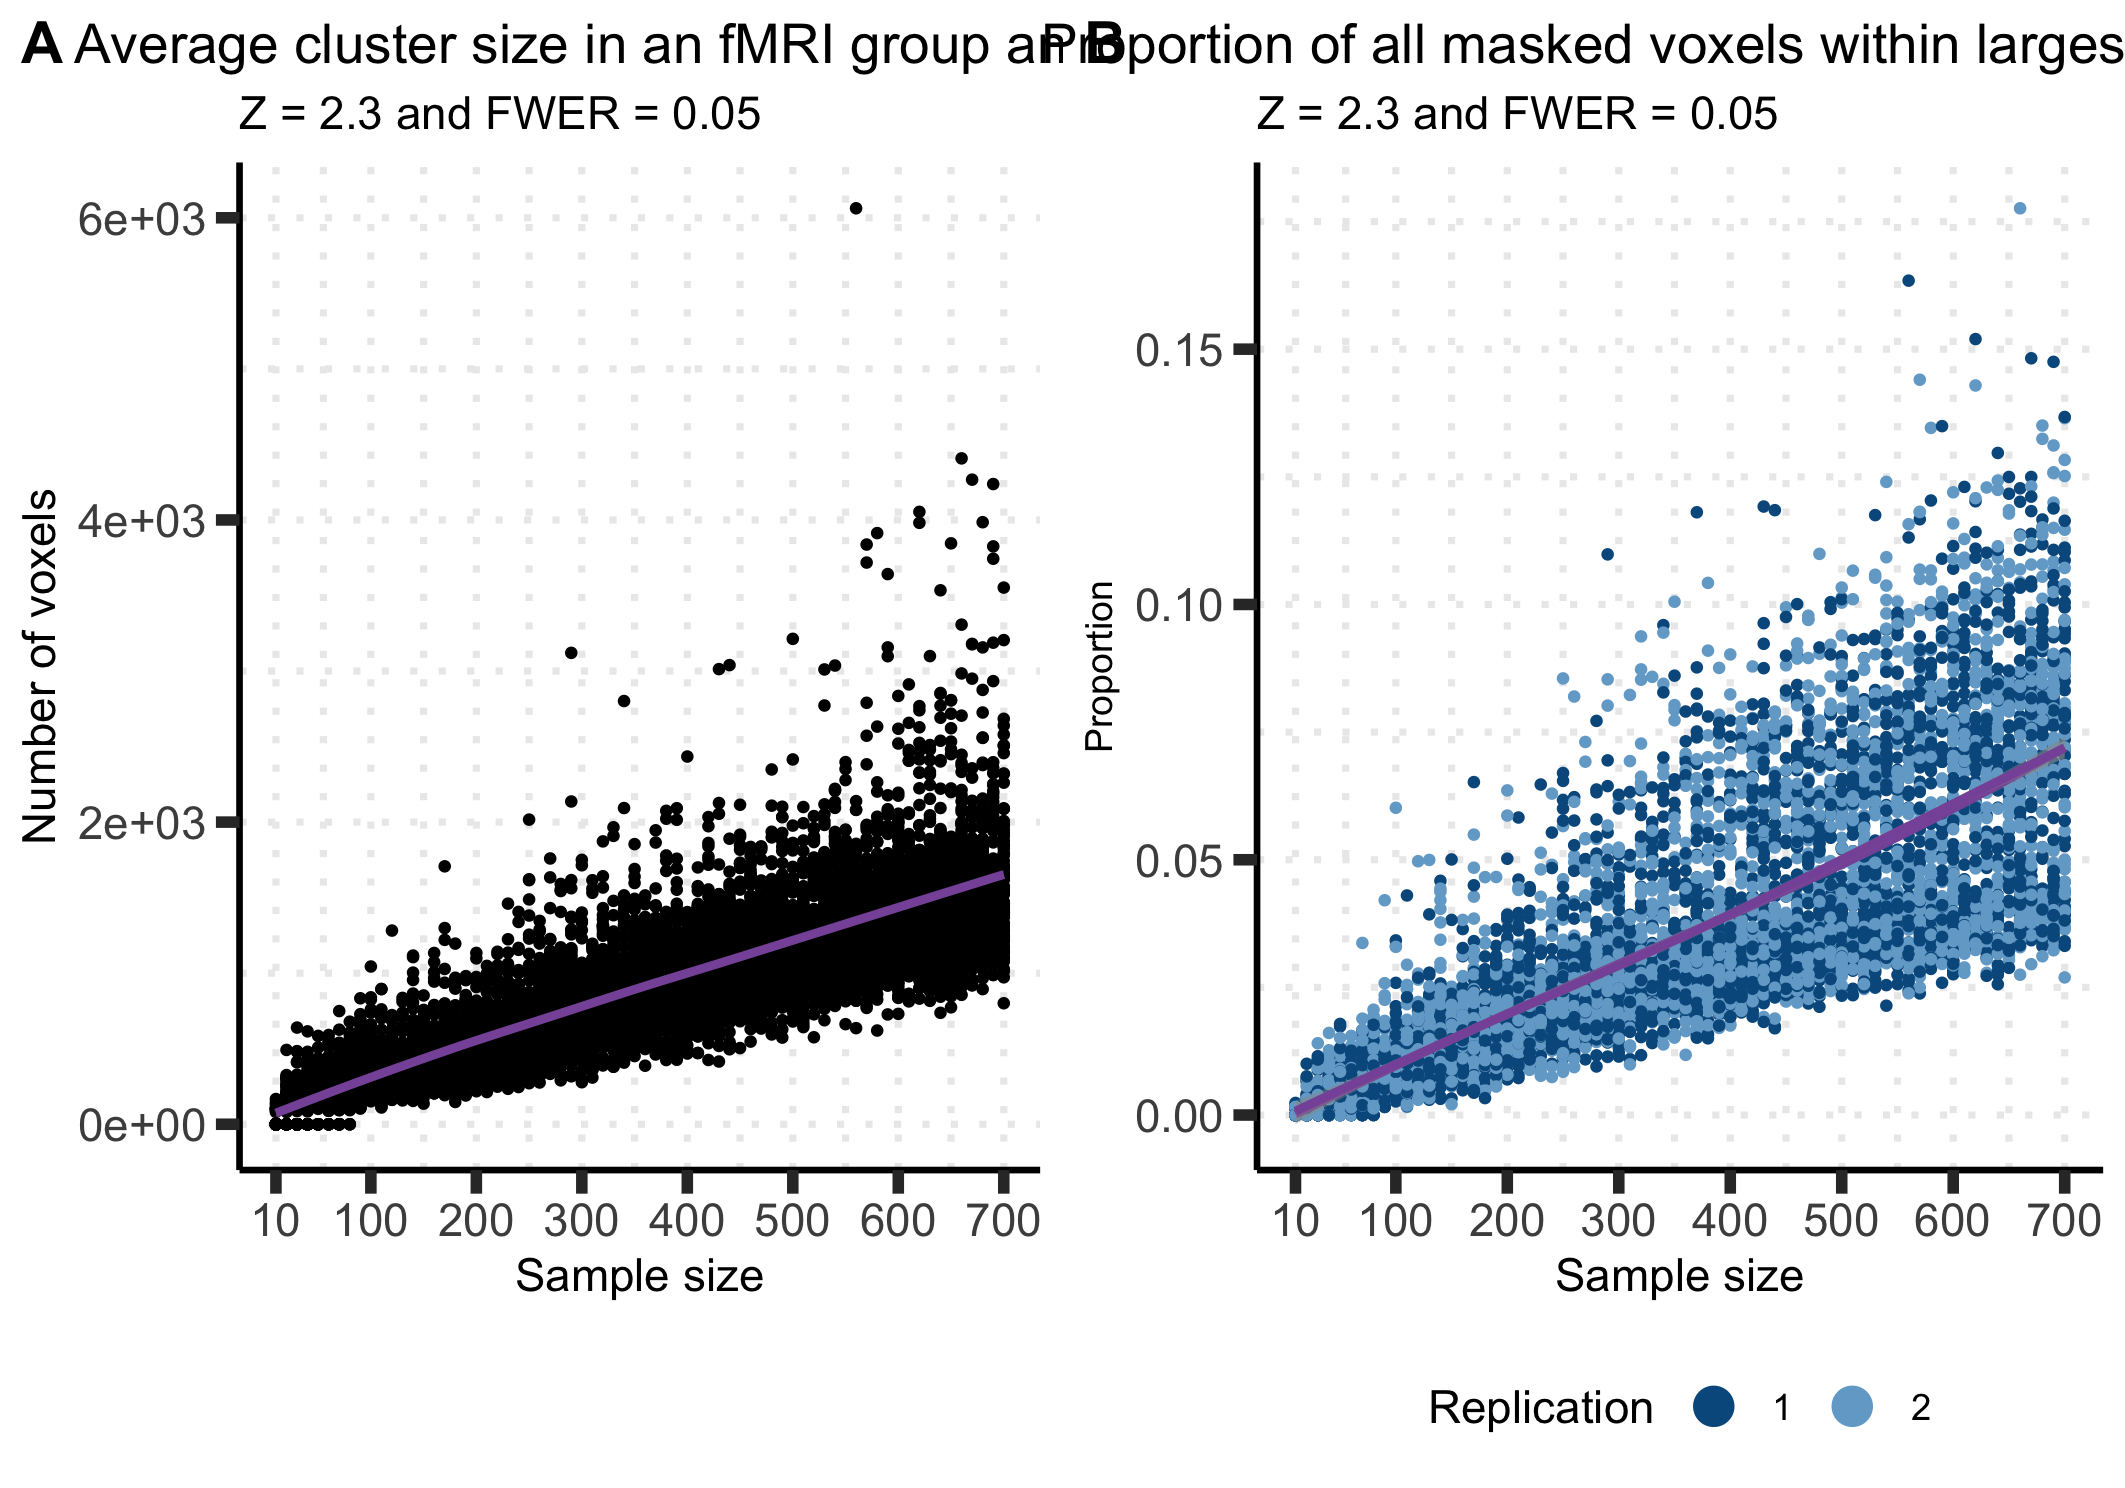 A Average cluster size in an fMRI group an
Z = 2.3 and FWER = 0.05
Number of voxels
6e+03
4e+03
2e+03
0e+00
10 100 200 300 400 500 600 700
Sample size
B Proportion of all masked voxels within larges
Z = 2.3 and FWER = 0.05
Proportion
0.15
0.10
0.05
0.00
10 100 200 300 400 500 600 700
Sample size
Replication 1 2